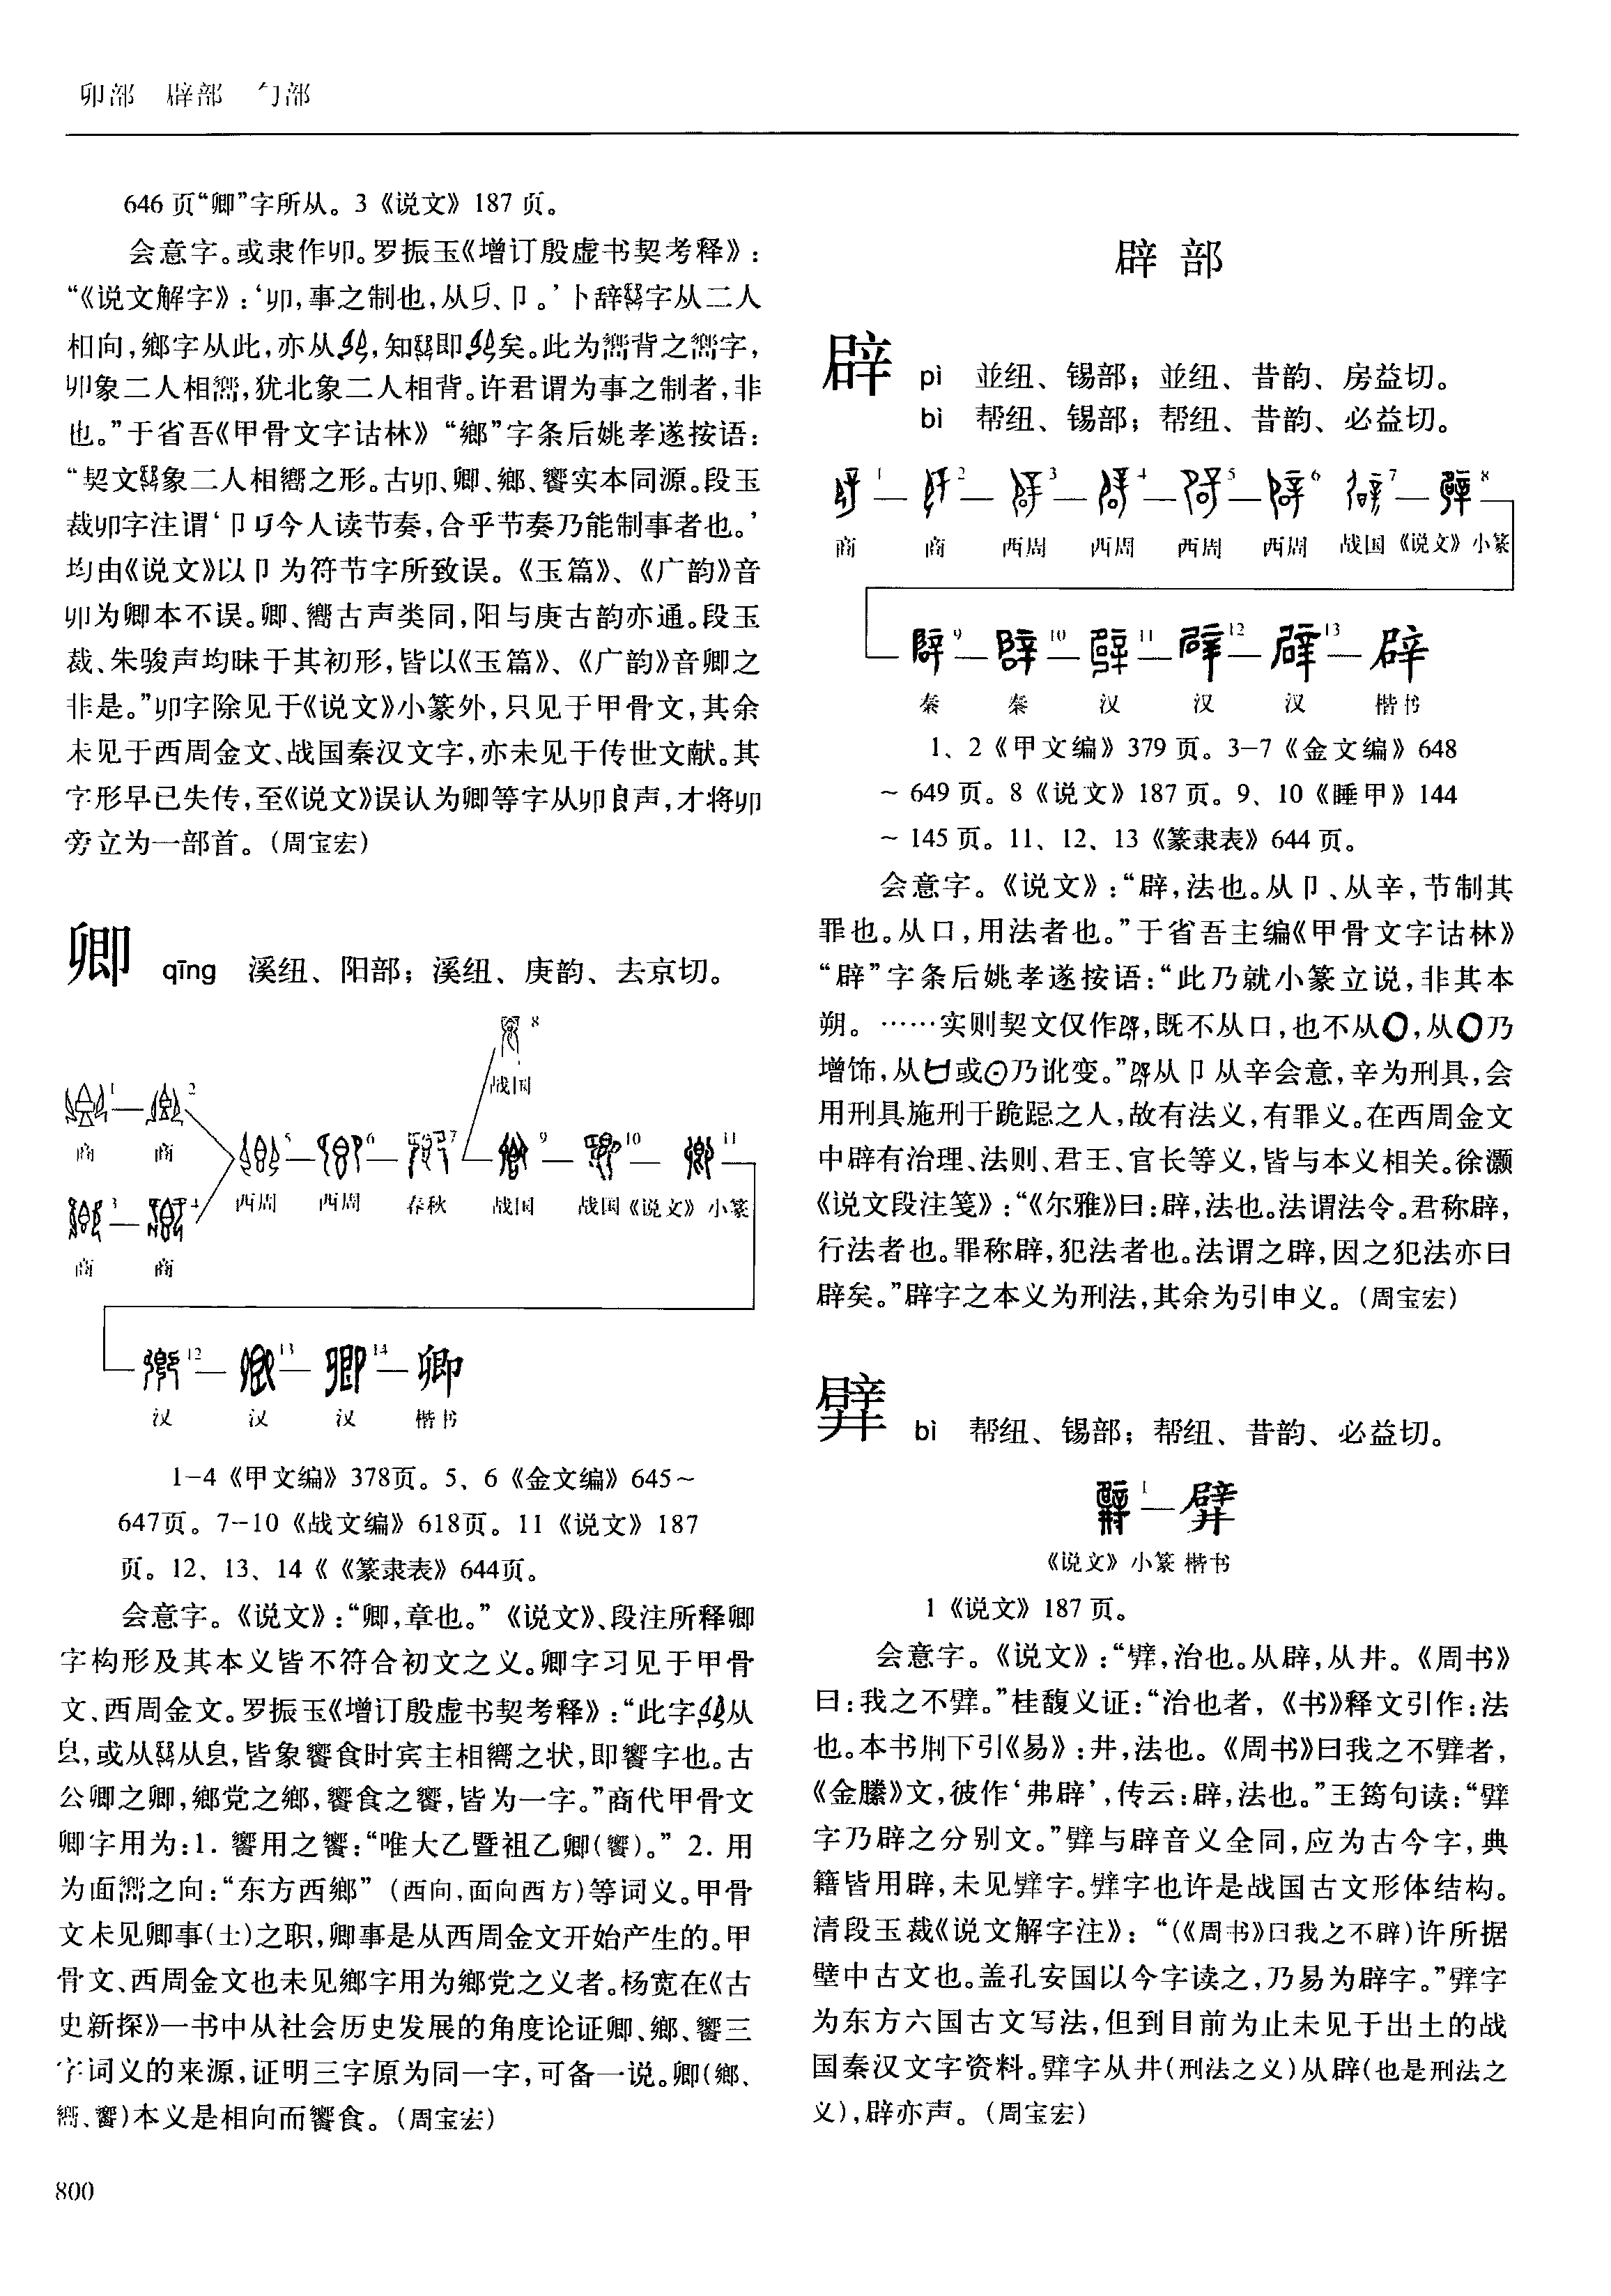 卯部　辟部　勹部
646 页“卿”字所从。3《说文》187 页。
会意字。或隶作卯。罗振玉《增订殷虚书契考释》：
“《说文解字》：‘卯，事之制也，从、卩。’卜辞字从二人
相向，鄉字从此，亦从，知即矣。此为嚮背之嚮字，
卯象二人相嚮，犹北象二人相背。许君谓为事之制者，非
也。”于省吾《甲骨文字诂林》“鄉”字条后姚孝遂按语：
“契文象二人相嚮之形。古卯、卿、鄉、饗实本同源。段玉
裁卯字注谓‘卩今人读节奏，合乎节奏乃能制事者也。’
均由《说文》以卩为符节字所致误。《玉篇》、《广韵》音
卯为卿本不误。卿、嚮古声类同，阳与庚古韵亦通。段玉
裁、朱骏声均昧于其初形，皆以《玉篇》、《广韵》音卿之
非是。”卯字除见于《说文》小篆外，只见于甲骨文，其余
未见于西周金文、战国秦汉文字，亦未见于传世文献。其
字形早已失传，至《说文》误认为卿等字从卯皀声，才将卯
旁立为一部首。（周宝宏）
卿　qīng　溪纽、阳部；溪纽、庚韵、去京切。
8
战国
1 2
商　商
5 6 7 9 10 11
西周　西周　春秋　战国　战国《说文》小篆
3 4
商　商
12 13 14 卿
汉　汉　汉　楷书
1-4《甲文编》378页。5、6《金文编》645～
647页。7-10《战文编》618页。11《说文》187
页。12、13、14《《篆隶表》644页。
会意字。《说文》：“卿，章也。”《说文》、段注所释卿
字构形及其本义皆不符合初文之义。卿字习见于甲骨
文、西周金文。罗振玉《增订殷虚书契考释》：“此字从
皀，或从从皀，皆象饗食时宾主相嚮之状，即饗字也。古
公卿之卿，鄉党之鄉，饗食之饗，皆为一字。”商代甲骨文
卿字用为：1. 饗用之饗：“唯大乙暨祖乙卿（饗）。” 2. 用
为面嚮之向：“东方西鄉”（西向，面向西方）等词义。甲骨
文未见卿事（士）之职，卿事是从西周金文开始产生的。甲
骨文、西周金文也未见鄉字用为鄉党之义者。杨宽在《古
史新探》一书中从社会历史发展的角度论证卿、鄉、饗三
字词义的来源，证明三字原为同一字，可备一说。卿（鄉、
嚮、饗）本义是相向而饗食。（周宝宏）
800
辟 部
辟　pì　並纽、锡部；並纽、昔韵、房益切。
bì　帮纽、锡部；帮纽、昔韵、必益切。
1 2 3 4 5 6 7 8
商　商　西周　西周　西周　西周　战国《说文》小篆
9 10 11 12 13 辟
秦　秦　汉　汉　汉　楷书
1、2《甲文编》379 页。3-7《金文编》648
～ 649 页。8《说文》187 页。9、10《睡甲》144
～ 145 页。11、12、13《篆隶表》644 页。
会意字。《说文》：“辟，法也。从卩、从辛，节制其
罪也。从口，用法者也。”于省吾主编《甲骨文字诂林》
“辟”字条后姚孝遂按语：“此乃就小篆立说，非其本
朔。……实则契文仅作，既不从口，也不从〇，从〇乃
增饰，从或⊙乃讹变。”从卩从辛会意，辛为刑具，会
用刑具施刑于跪跽之人，故有法义，有罪义。在西周金文
中辟有治理、法则、君王、官长等义，皆与本义相关。徐灏
《说文段注笺》：“《尔雅》曰：辟，法也。法谓法令。君称辟，
行法者也。罪称辟，犯法者也。法谓之辟，因之犯法亦曰
辟矣。”辟字之本义为刑法，其余为引申义。（周宝宏）
𨐢　bì　帮纽、锡部；帮纽、昔韵、必益切。
1 𨐢
《说文》小篆 楷书
1《说文》187 页。
会意字。《说文》：“𨐢，治也。从辟，从井。《周书》
曰：我之不𨐢。”桂馥义证：“治也者，《书》释文引作：法
也。本书刑下引《易》：井，法也。《周书》曰我之不𨐢者，
《金縢》文，彼作‘弗辟’，传云：辟，法也。”王筠句读：“𨐢
字乃辟之分别文。”𨐢与辟音义全同，应为古今字，典
籍皆用辟，未见𨐢字。𨐢字也许是战国古文形体结构。
清段玉裁《说文解字注》：“（《周书》曰我之不辟）许所据
壁中古文也。盖孔安国以今字读之，乃易为辟字。”𨐢字
为东方六国古文写法，但到目前为止未见于出土的战
国秦汉文字资料。𨐢字从井（刑法之义）从辟（也是刑法之
义），辟亦声。（周宝宏）